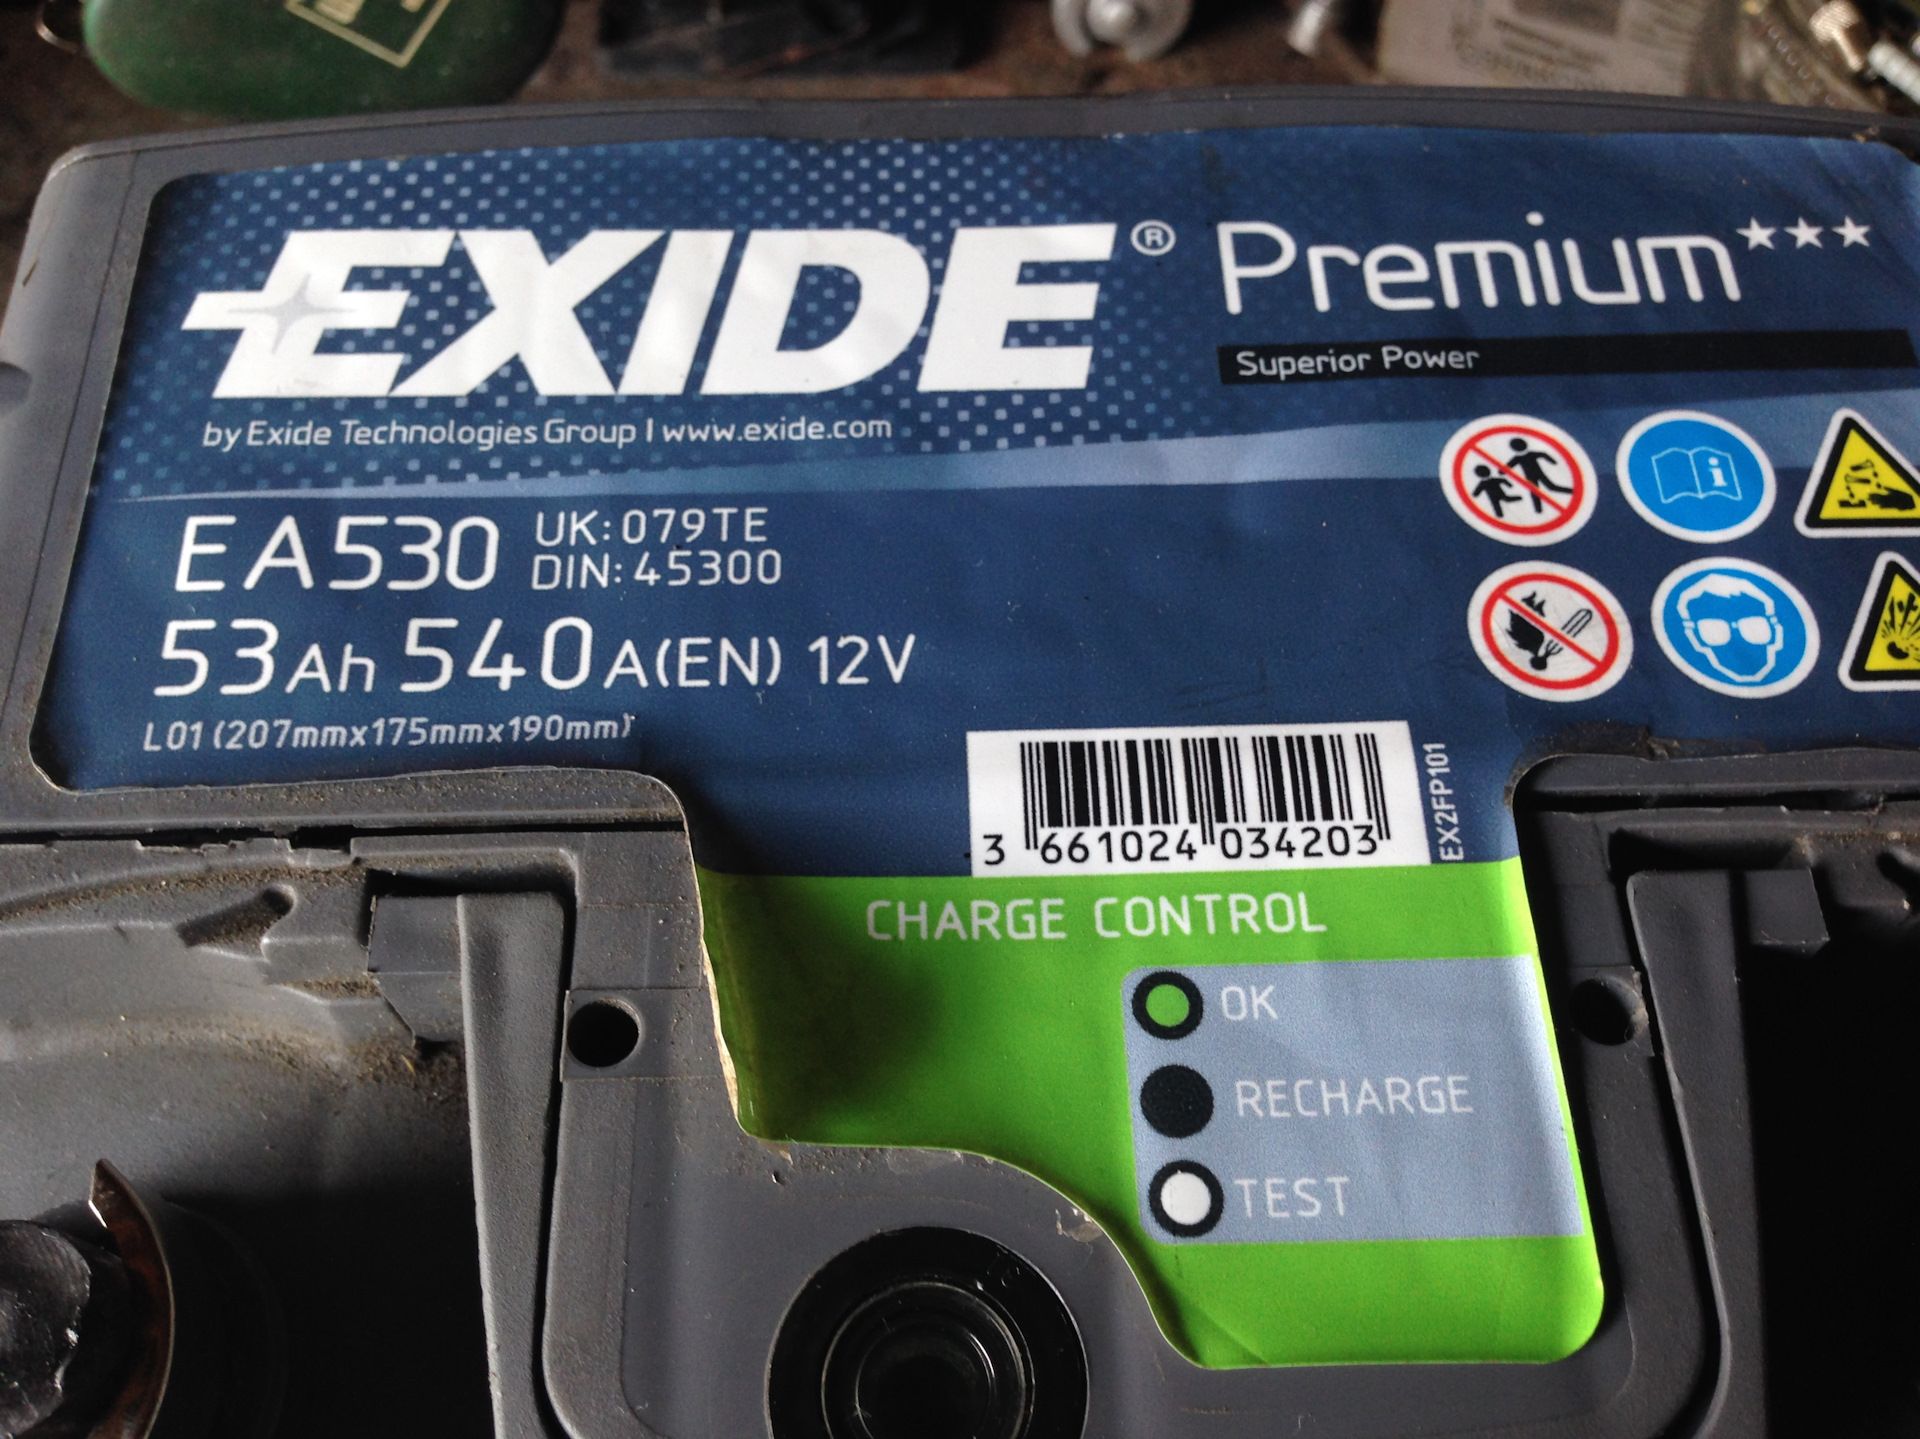 EXIDE® Premium***
Superior Power
by Exide Technologies Group | www.exide.com
EA530 UK: 079TE
DIN: 45300
53Ah 540A(EN) 12V
L01 (207mmx175mmx190mm)
3 661024 034203
EX2FP101
CHARGE CONTROL
OK
RECHARGE
TEST